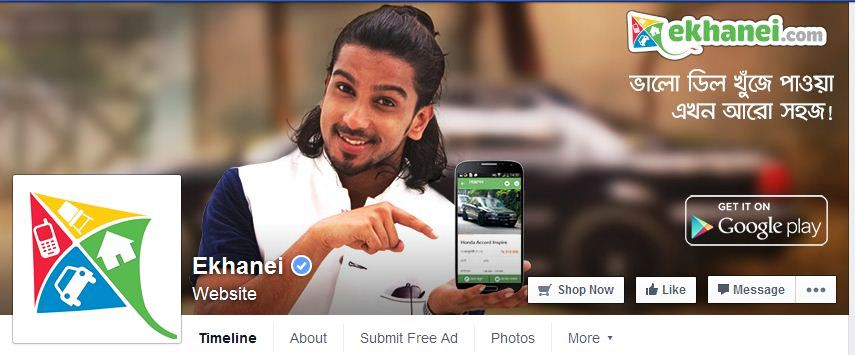 ekhanei.com
ভালো ডিল খুঁজে পাওয়া
এখন আরো সহজ!
Honda Accord Inspire
GET IT ON
Google play
Ekhanei
Website
Shop Now
Like
Message
Timeline
About
Submit Free Ad
Photos
More